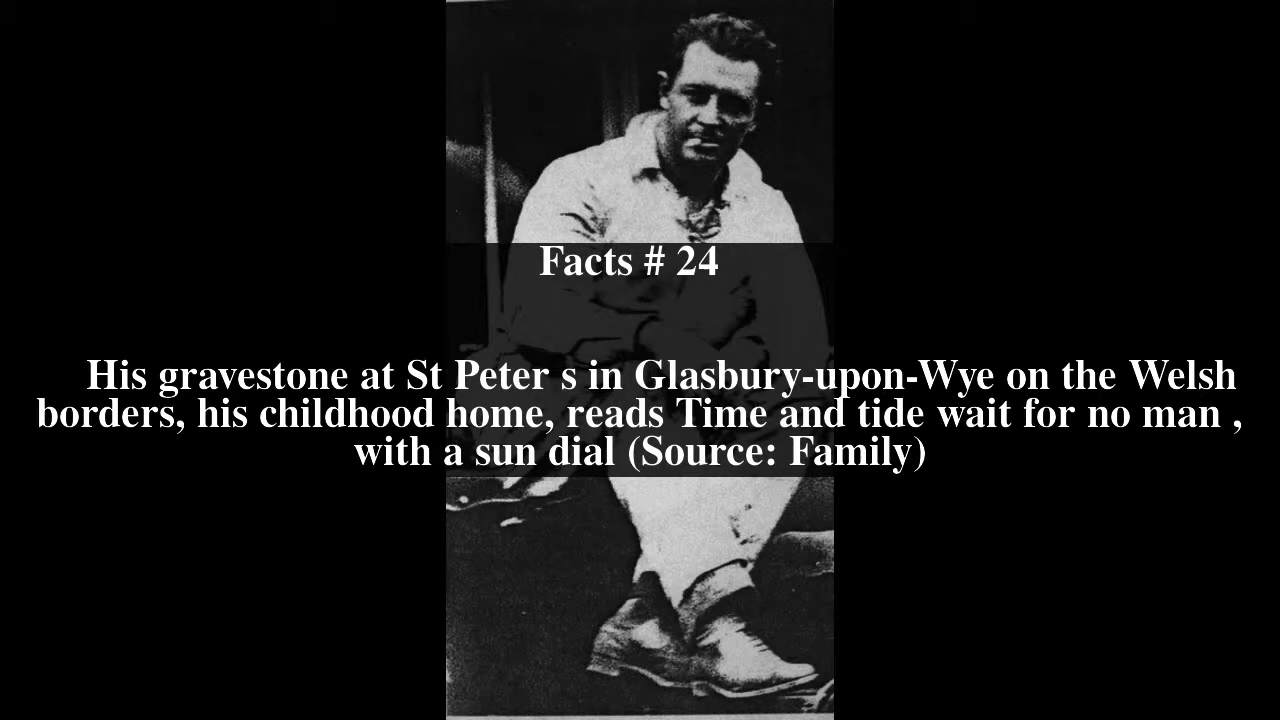 Facts # 24
His gravestone at St Peter s in Glasbury-upon-Wye on the Welsh
borders, his childhood home, reads Time and tide wait for no man ,
with a sun dial (Source: Family)